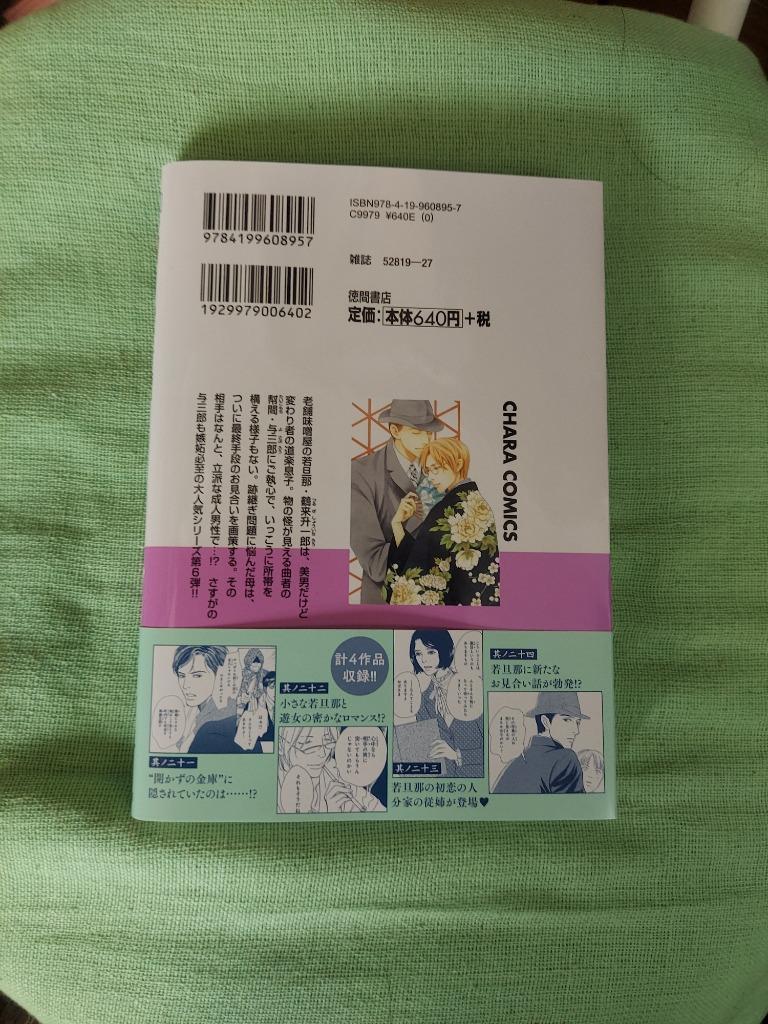 ISBN978-4-19-960895-7
C9979 ¥640E (0)
9784199608957
雑誌 52819―27
1929979006402
徳間書店
定価:本体640円+税
CHARA COMICS
老舗味噌屋の若旦那・鶴来升一郎は、美男だけど
変わり者の道楽息子。物の怪が見える曲者の
幇間・与三郎にご執心で、いっこうに所帯を
構える様子もない。跡継ぎ問題に悩んだ母は、
ついに最終手段のお見合いを画策する。その
相手はなんと、立派な成人男性で…!? さすがの
与三郎も嫉妬必至の大人気シリーズ第6弾!!
計4作品
収録!!
其ノ二十一
“開かずの金庫”に
隠されていたのは……!?
其ノ二十二
小さな若旦那と
遊女の密かなロマンス!?
其ノ二十三
若旦那の初恋の人
分家の従姉が登場♥
其ノ二十四
若旦那に新たな
お見合い話が勃発!?